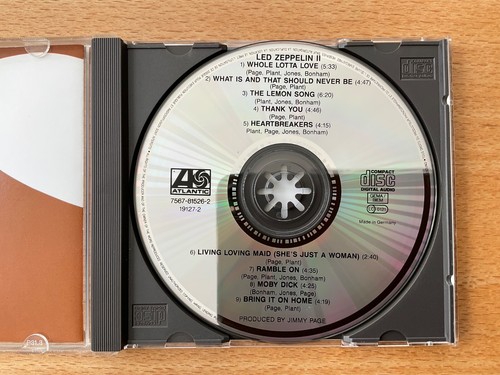 LED ZEPPELIN II
1) WHOLE LOTTA LOVE (5:33)
(Page, Plant, Jones, Bonham)
2) WHAT IS AND THAT SHOULD NEVER BE (4:47)
(Page, Plant)
3) THE LEMON SONG (6:20)
(Plant, Jones, Bonham)
4) THANK YOU (4:46)
(Page, Plant)
5) HEARTBREAKERS (4:15)
Plant, Page, Jones, Bonham)
ATLANTIC
7567-81526-2
19127-2
COMPACT
disc
DIGITAL AUDIO
GEMA/
BIEM
Made in Germany
6) LIVING LOVING MAID (SHE'S JUST A WOMAN) (2:40)
(Page, Plant)
7) RAMBLE ON (4:35)
(Page, Plant, Jones, Bonham)
8) MOBY DICK (4:25)
(Bonham, Jones, Page)
9) BRING IT ON HOME (4:19)
(Page, Plant)
PRODUCED BY JIMMY PAGE